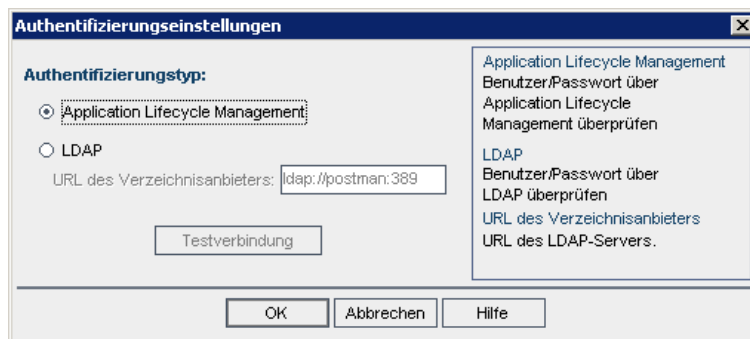 Authentifizierungseinstellungen
Authentifizierungstyp:
Application Lifecycle Management
LDAP
URL des Verzeichnisanbieters: ldap://postman:389
Testverbindung
Application Lifecycle Management
Benutzer/Passwort über
Application Lifecycle
Management überprüfen
LDAP
Benutzer/Passwort über
LDAP überprüfen
URL des Verzeichnisanbieters
URL des LDAP-Servers.
OK Abbrechen Hilfe